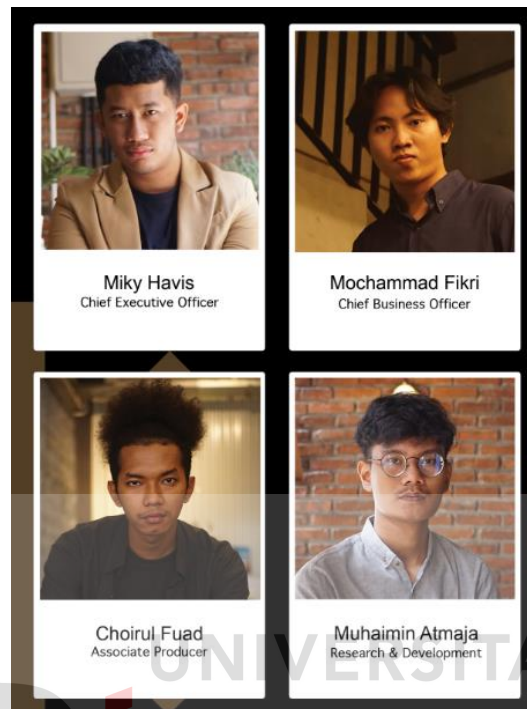 Miky Havis
Chief Executive Officer
Mochammad Fikri
Chief Business Officer
Choirul Fuad
Associate Producer
Muhaimin Atmaja
Research & Development
UNIVERSITA